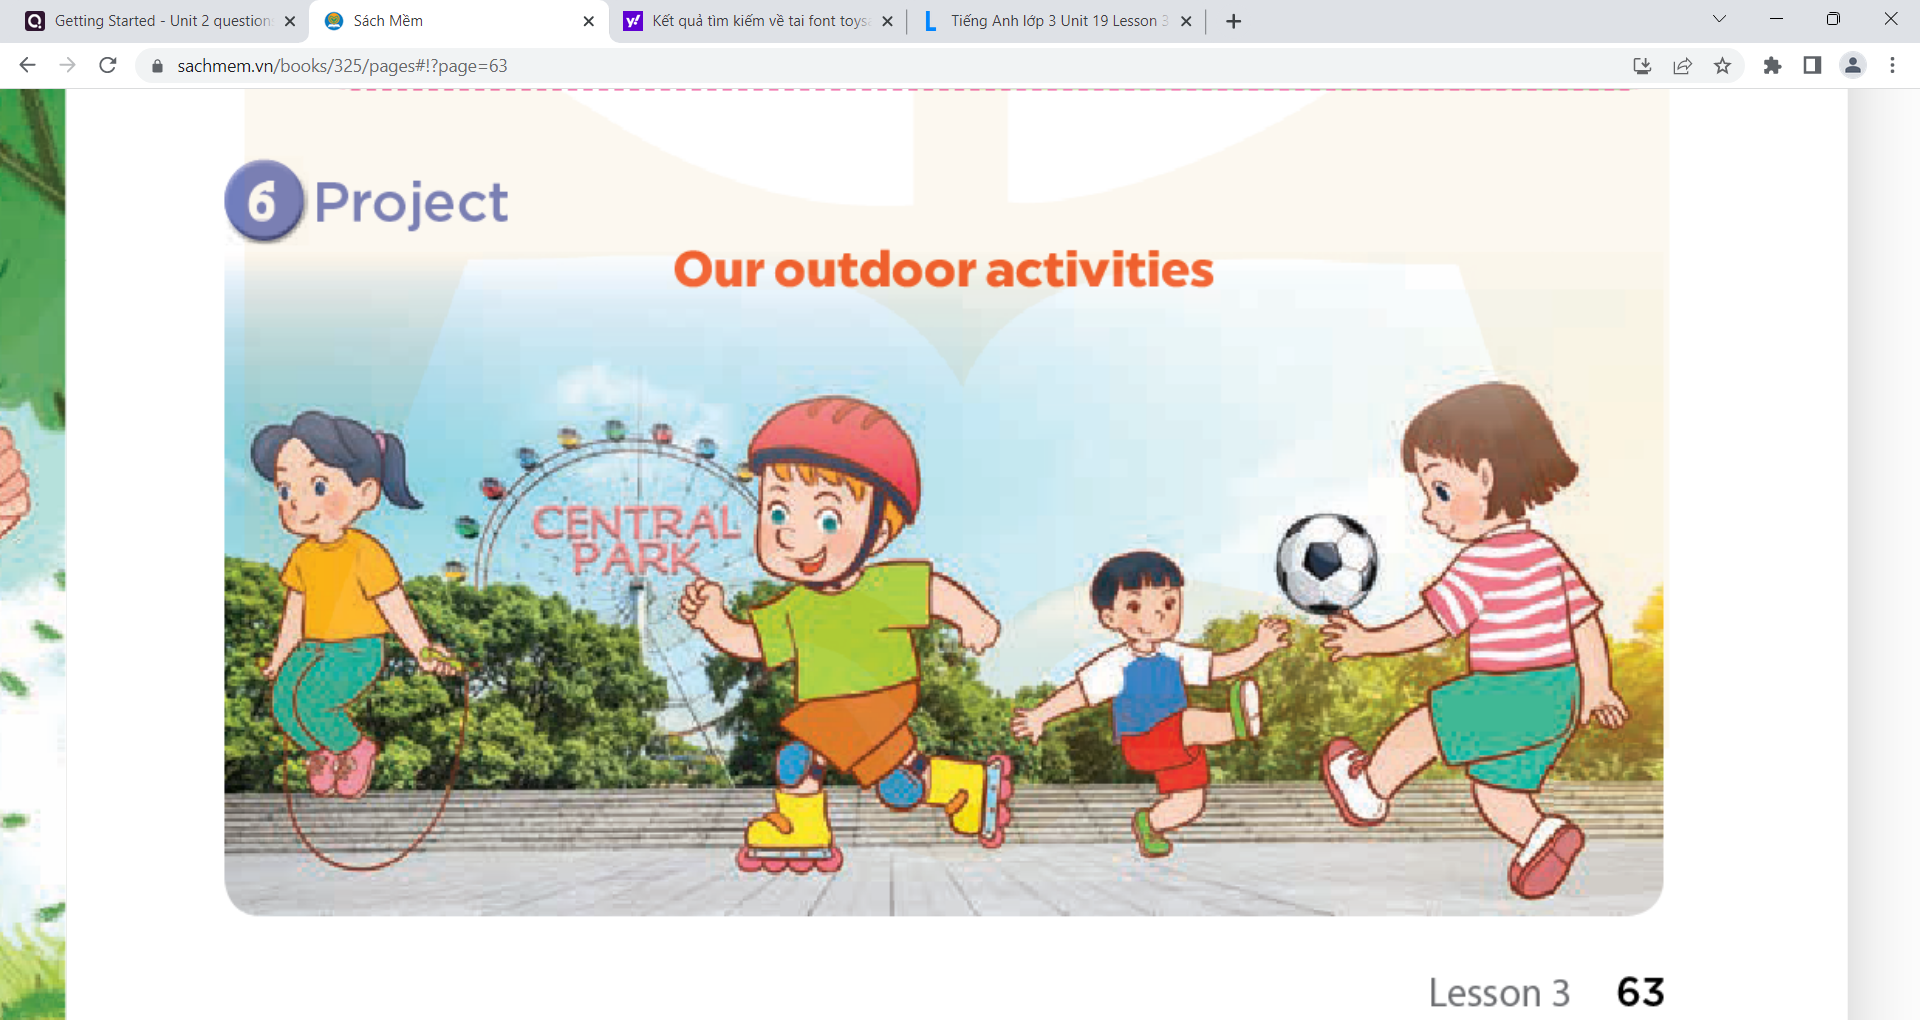 Getting Started - Unit 2 question
Sách Mềm
Kết quả tìm kiếm về tai font toys
Tiếng Anh lớp 3 Unit 19 Lesson 3
sachmem.vn/books/325/pages#!?page=63
6 Project
Our outdoor activities
CENTRAL
PARK
Lesson 3 63